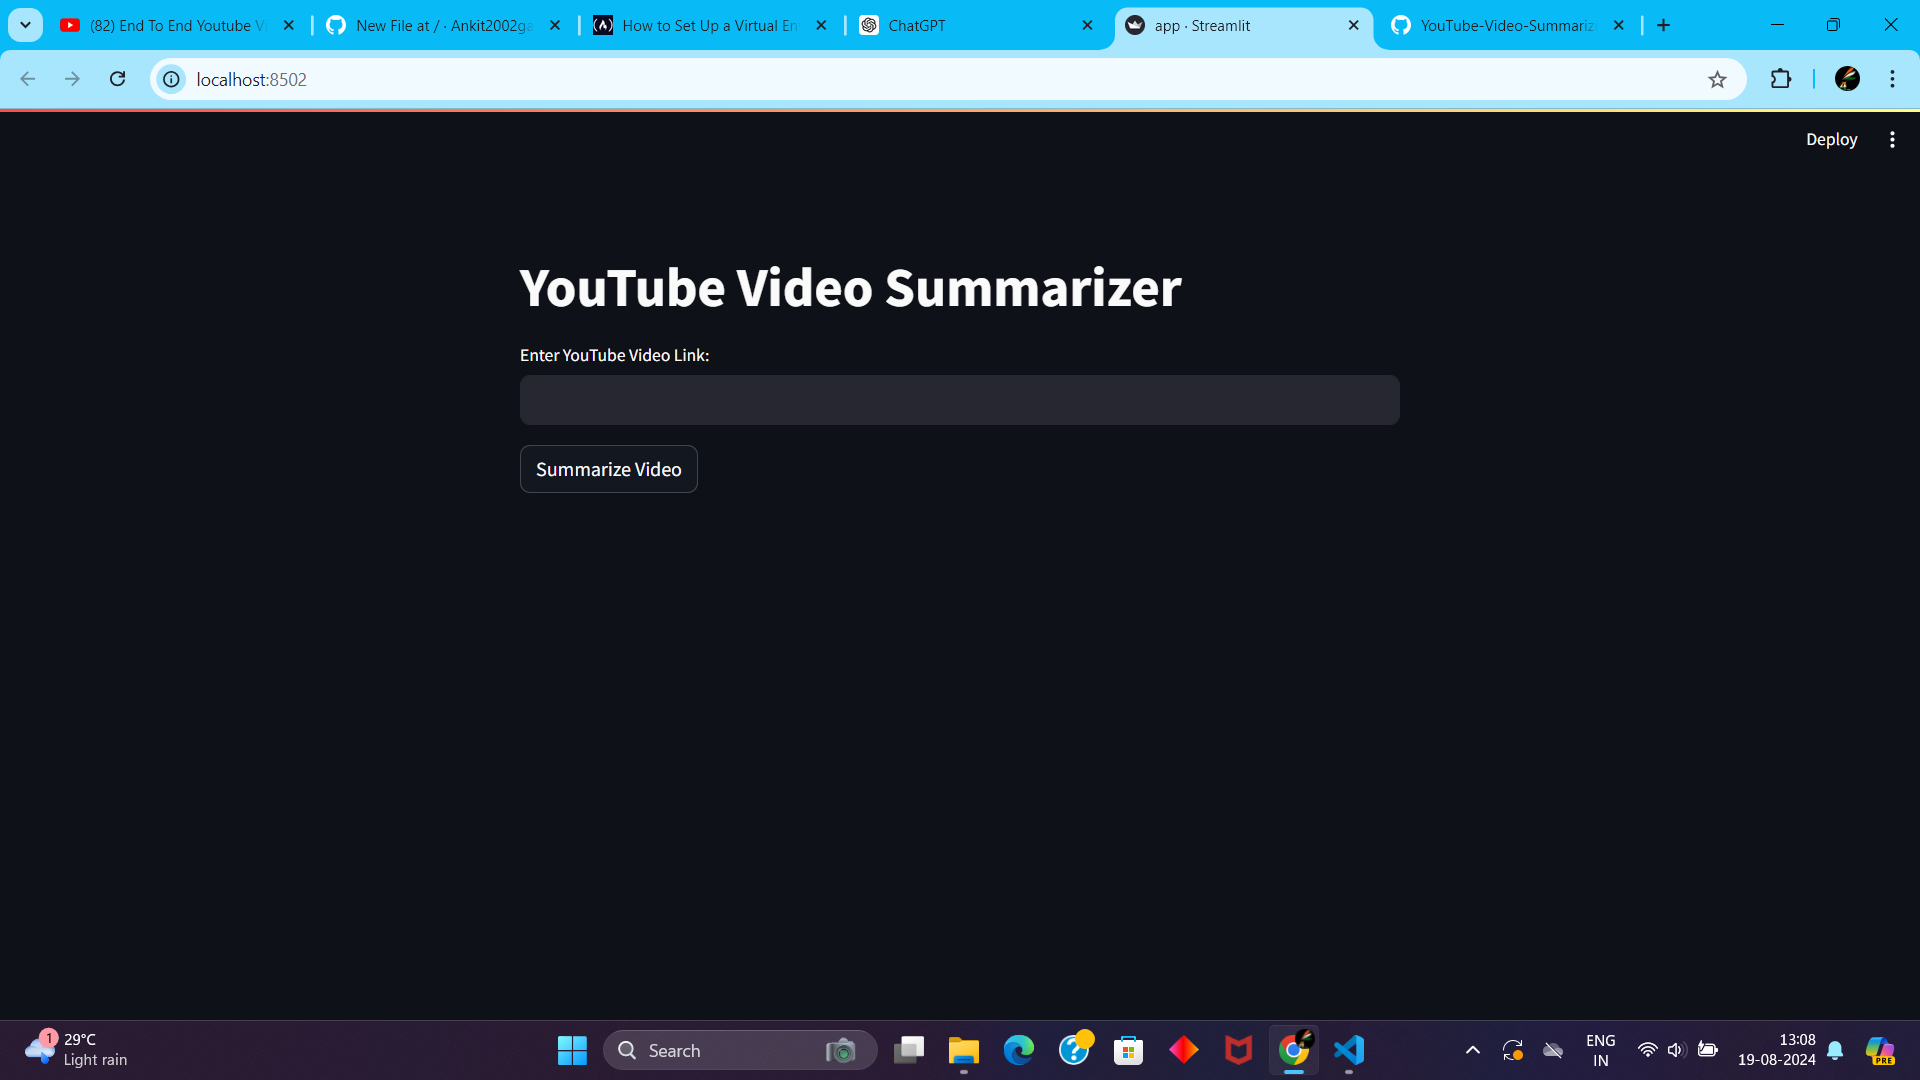 (82) End To End Youtube Vi
New File at / · Ankit2002ga
How to Set Up a Virtual En
ChatGPT
app · Streamlit
YouTube-Video-Summariz
localhost:8502
Deploy
YouTube Video Summarizer
Enter YouTube Video Link:
Summarize Video
1
29°C
Light rain
Search
ENG
IN
13:08
19-08-2024
PRE